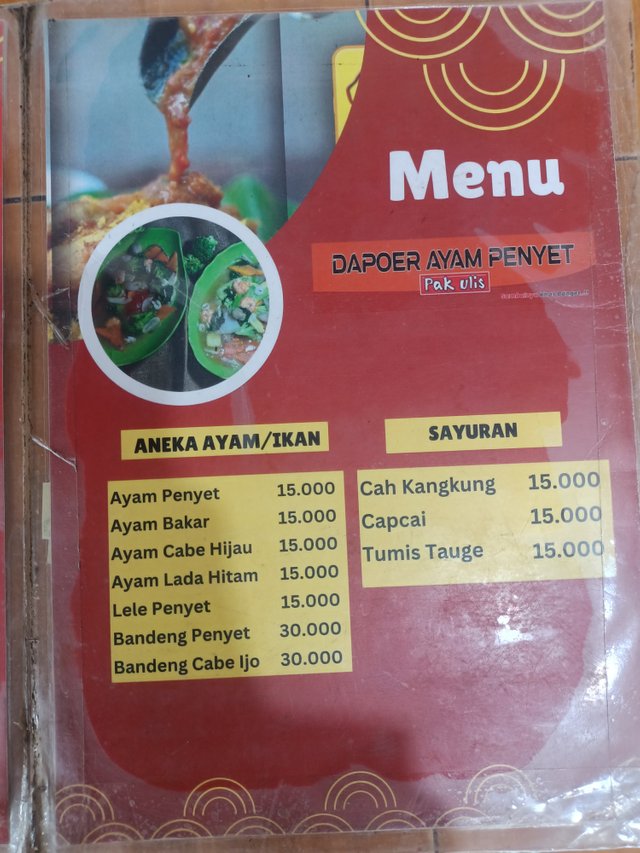 Menu
DAPOER AYAM PENYET
Pak Ulis
ANEKA AYAM/IKAN
Ayam Penyet 15.000
Ayam Bakar 15.000
Ayam Cabe Hijau 15.000
Ayam Lada Hitam 15.000
Lele Penyet 15.000
Bandeng Penyet 30.000
Bandeng Cabe Ijo 30.000
SAYURAN
Cah Kangkung 15.000
Capcai 15.000
Tumis Tauge 15.000